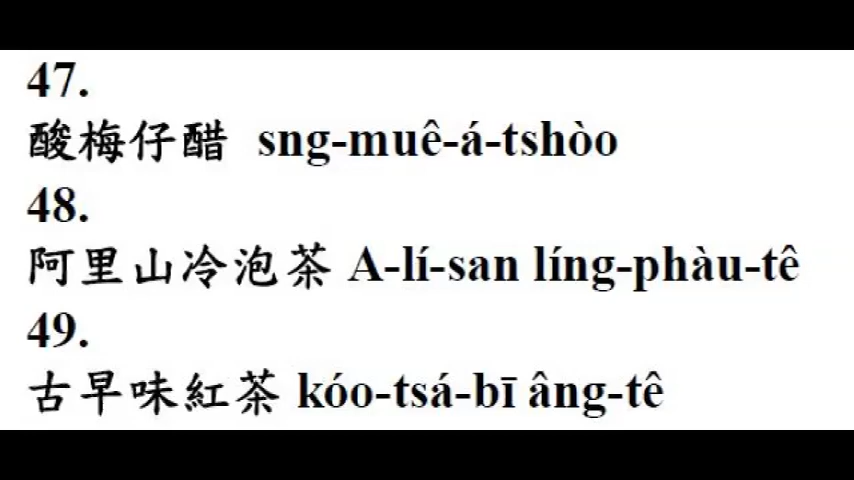 47.
酸梅仔醋 sng-muê-á-tshòo
48.
阿里山冷泡茶 A-lí-san líng-phàu-tê
49.
古早味紅茶 kóo-tsá-bī âng-tê